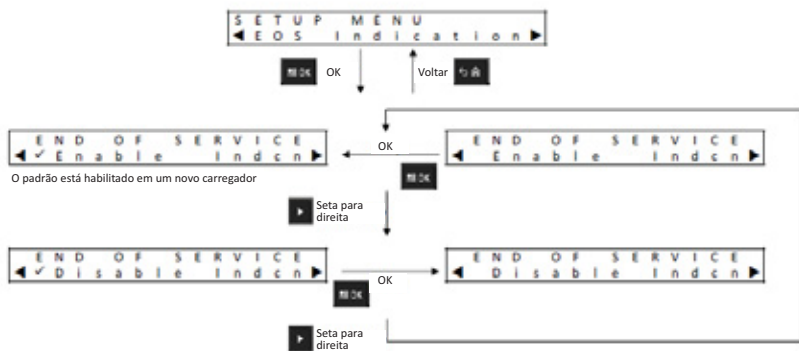 SETUP MENU
◀EOS Indication▶
OK
Voltar
END OF SERVICE
◀✓Enable Indcn▶
OK
END OF SERVICE
◀ Enable Indcn▶
O padrão está habilitado em um novo carregador
Seta para
direita
END OF SERVICE
◀✓Disable Indcn▶
OK
END OF SERVICE
◀ Disable Indcn▶
Seta para
direita